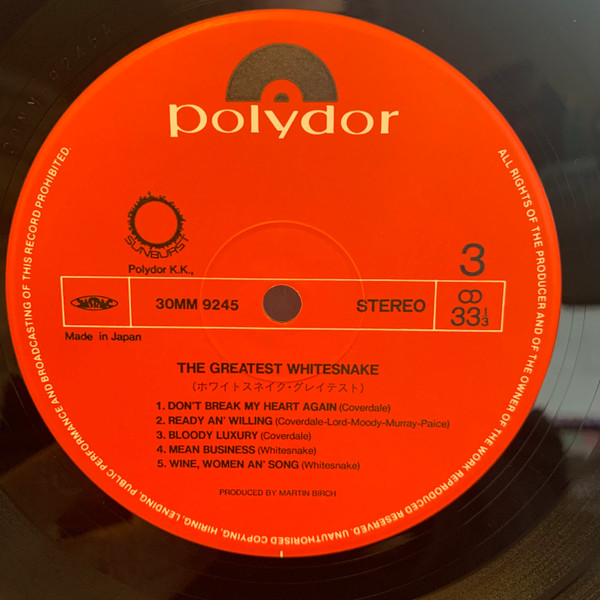 polydor
SUNBURST
Polydor K.K.,
3
JASRAC
30MM 9245
STEREO
33 1/3
Made in Japan
THE GREATEST WHITESNAKE
(ホワイトスネイク・グレイテスト)
1. DON'T BREAK MY HEART AGAIN (Coverdale)
2. READY AN' WILLING (Coverdale-Lord-Moody-Murray-Paice)
3. BLOODY LUXURY (Coverdale)
4. MEAN BUSINESS (Whitesnake)
5. WINE, WOMEN AN' SONG (Whitesnake)
PRODUCED BY MARTIN BIRCH
ALL RIGHTS OF THE PRODUCER AND OF THE OWNER OF THE WORK REPRODUCED RESERVED. UNAUTHORISED COPYING, HIRING, LENDING, PUBLIC PERFORMANCE AND BROADCASTING OF THIS RECORD PROHIBITED.